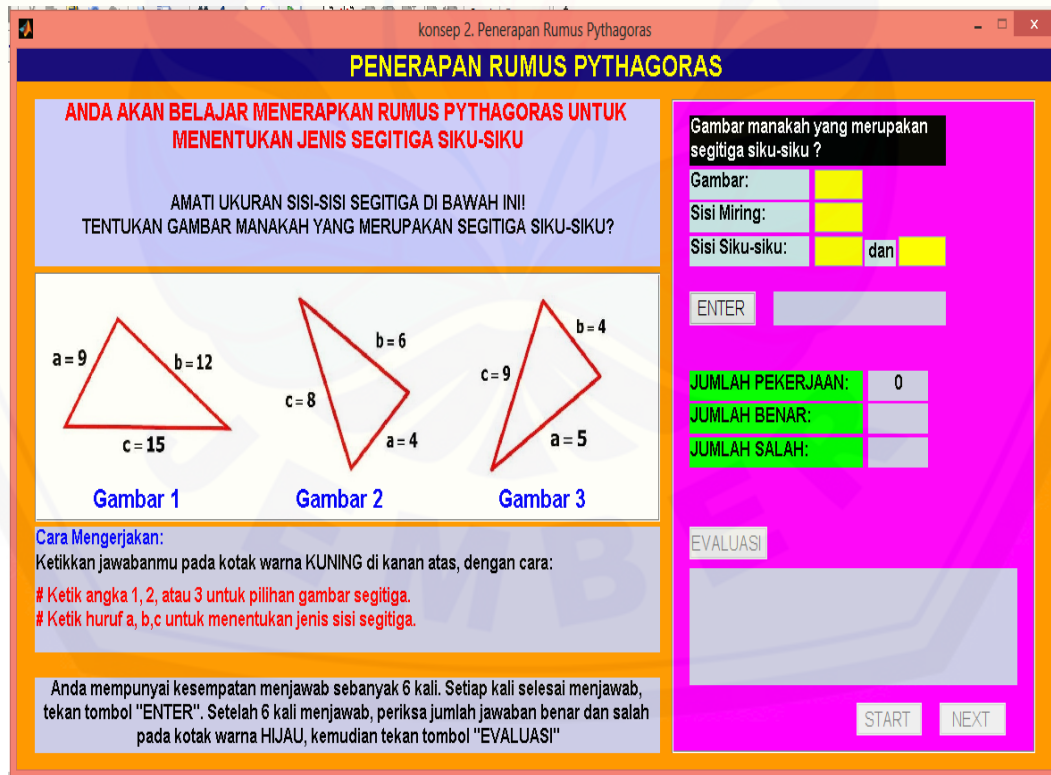 konsep 2. Penerapan Rumus Pythagoras
PENERAPAN RUMUS PYTHAGORAS
ANDA AKAN BELAJAR MENERAPKAN RUMUS PYTHAGORAS UNTUK
MENENTUKAN JENIS SEGITIGA SIKU-SIKU
AMATI UKURAN SISI-SISI SEGITIGA DI BAWAH INI!
TENTUKAN GAMBAR MANAKAH YANG MERUPAKAN SEGITIGA SIKU-SIKU?
a = 9
b = 12
c = 15
Gambar 1
b = 6
c = 8
a = 4
Gambar 2
b = 4
c = 9
a = 5
Gambar 3
Cara Mengerjakan:
Ketikkan jawabanmu pada kotak warna KUNING di kanan atas, dengan cara:
# Ketik angka 1, 2, atau 3 untuk pilihan gambar segitiga.
# Ketik huruf a, b,c untuk menentukan jenis sisi segitiga.
Anda mempunyai kesempatan menjawab sebanyak 6 kali. Setiap kali selesai menjawab,
tekan tombol "ENTER". Setelah 6 kali menjawab, periksa jumlah jawaban benar dan salah
pada kotak warna HIJAU, kemudian tekan tombol "EVALUASI"
Gambar manakah yang merupakan
segitiga siku-siku ?
Gambar:
Sisi Miring:
Sisi Siku-siku: dan
ENTER
JUMLAH PEKERJAAN: 0
JUMLAH BENAR:
JUMLAH SALAH:
EVALUASI
START NEXT
JEMBER